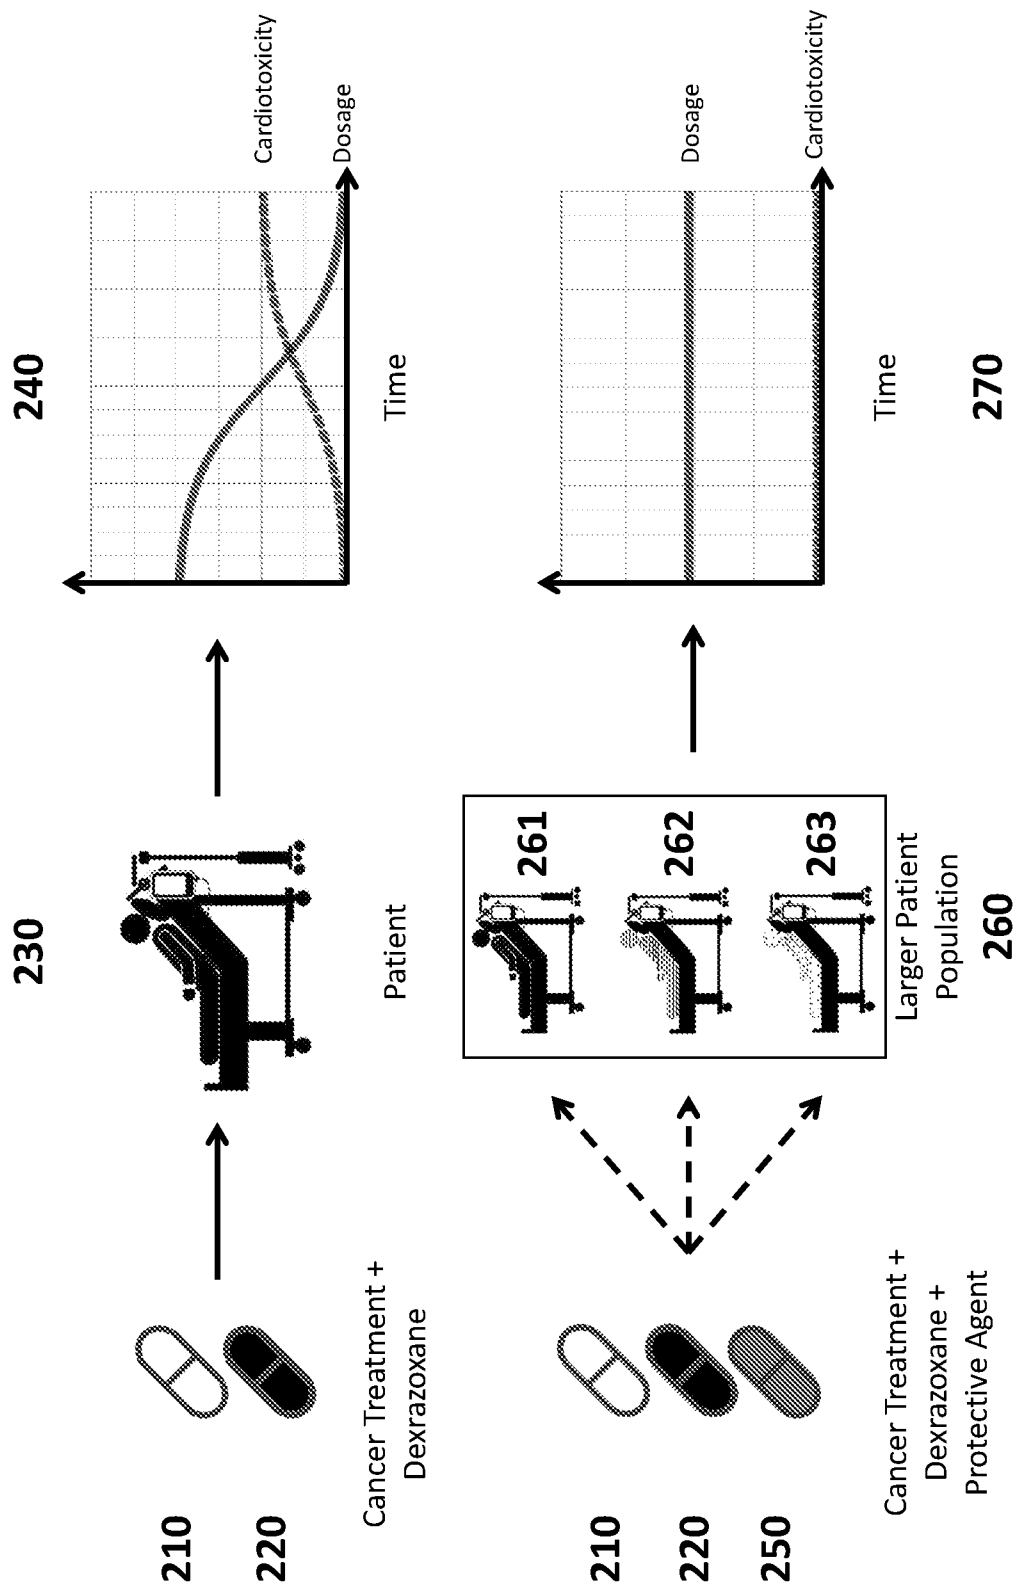 210
220
Cancer Treatment +
Dexrazoxane
230
Patient
240
Cardiotoxicity
Dosage
Time
210
220
250
Cancer Treatment +
Dexrazoxane +
Protective Agent
261
262
263
Larger Patient
Population
260
Dosage
Cardiotoxicity
Time
270